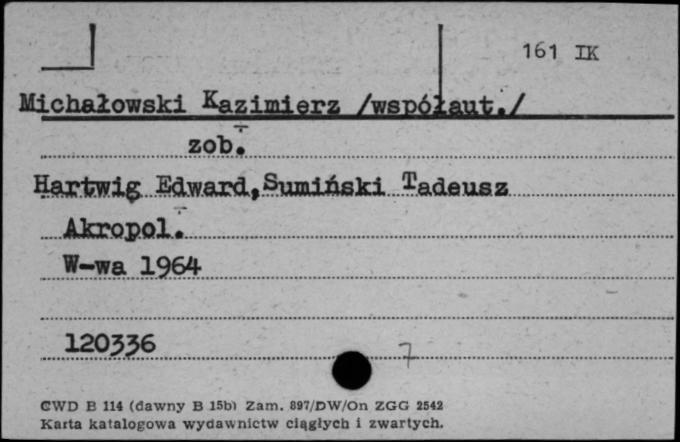 161 IK
Michałowski Kazimierz /współaut./
zob.
Hartwig Edward,Sumiński Tadeusz
Akropol.
W-wa 1964
120336
7
CWD B 114 (dawny B 15b) Zam. 897/DW/On ZGG 2542
Karta katalogowa wydawnictw ciągłych i zwartych.